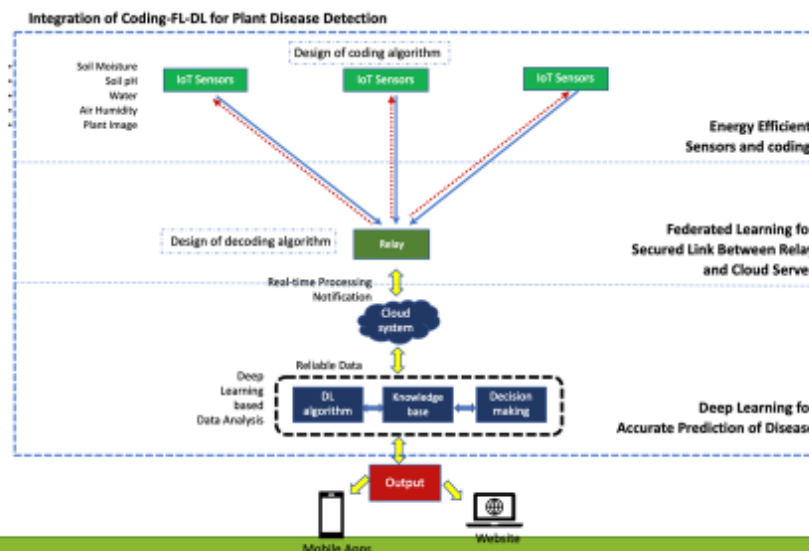 Integration of Coding-FL-DL for Plant Disease Detection
Design of coding algorithm
Soil Moisture
Soil pH
Water
Air Humidity
Plant Image
IoT Sensors
IoT Sensors
IoT Sensors
Energy Efficient
Sensors and coding
Design of decoding algorithm
Relay
Federated Learning fo
Secured Link Between Relay
and Cloud Serve
Real-time Processing
Notification
Cloud
system
Reliable Data
Deep
Learning
based
Data Analysis
DL
algorithm
Knowledge
base
Decision
making
Deep Learning fo
Accurate Prediction of Disease
Output
Mobile Apps
Website